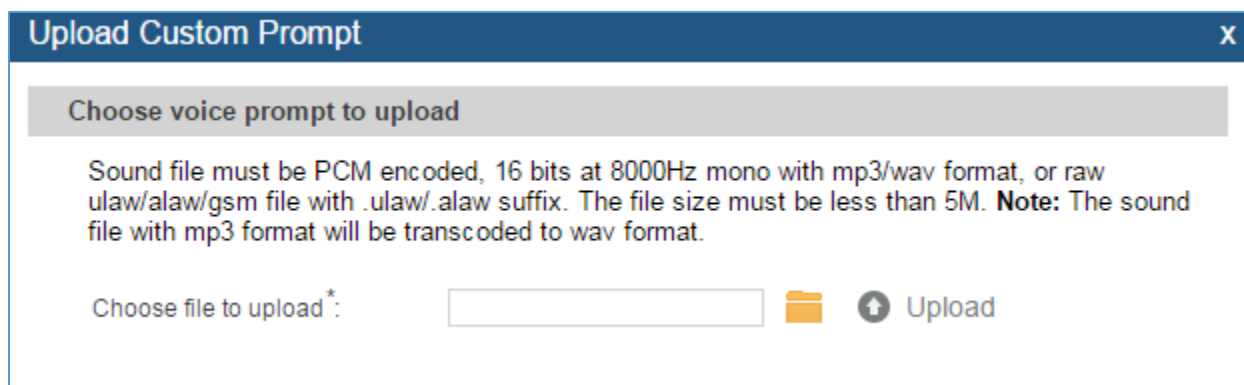 Upload Custom Prompt x
Choose voice prompt to upload
Sound file must be PCM encoded, 16 bits at 8000Hz mono with mp3/wav format, or raw
ulaw/alaw/gsm file with .ulaw/.alaw suffix. The file size must be less than 5M. Note: The sound
file with mp3 format will be transcoded to wav format.
Choose file to upload*: Upload